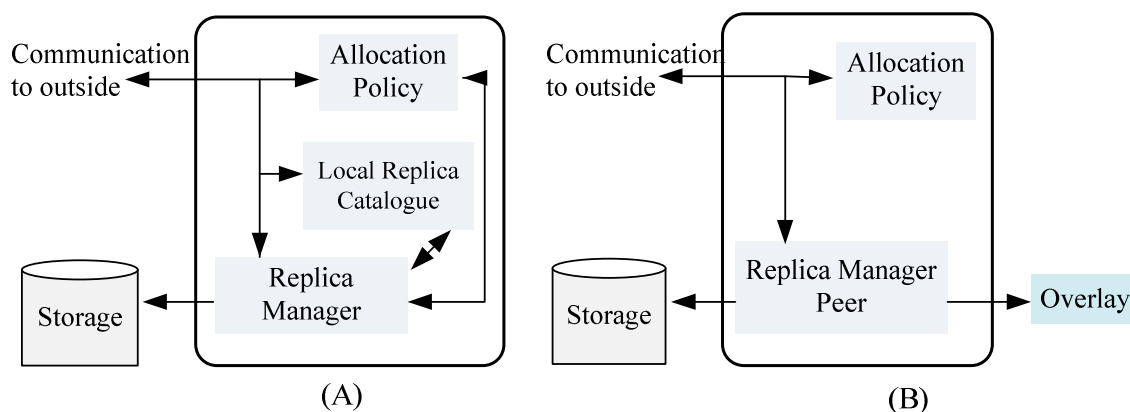 Communication
to outside
Allocation
Policy
Local Replica
Catalogue
Replica
Manager
Storage
(A)
Communication
to outside
Allocation
Policy
Replica Manager
Peer
Storage
Overlay
(B)